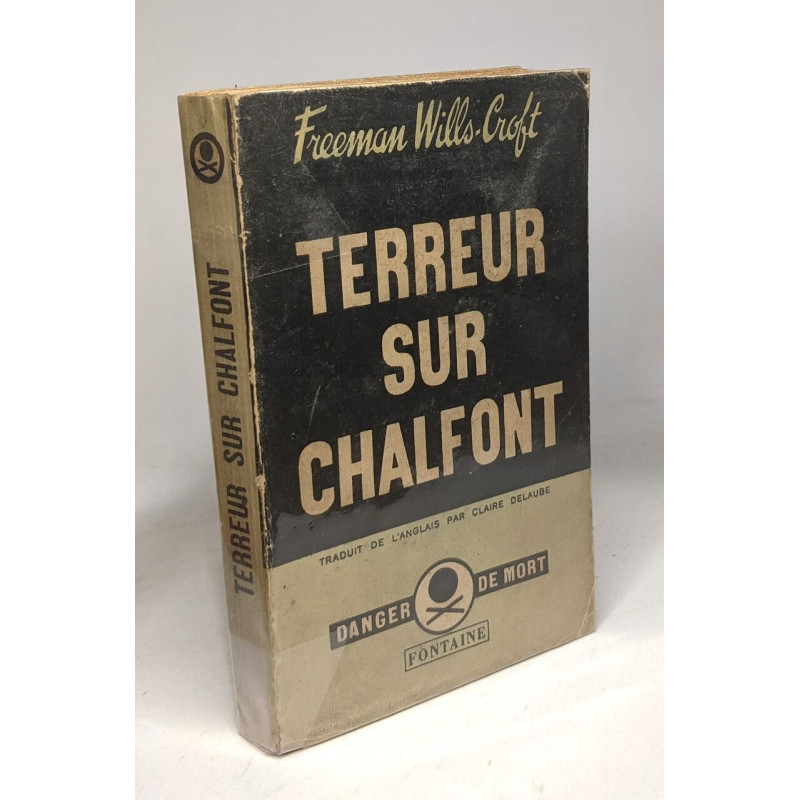 Freeman Wills-Croft
TERREUR
SUR
CHALFONT
TRADUIT DE L'ANGLAIS PAR CLAIRE DELAUBE
DANGER DE MORT
FONTAINE
TERREUR SUR CHALFONT